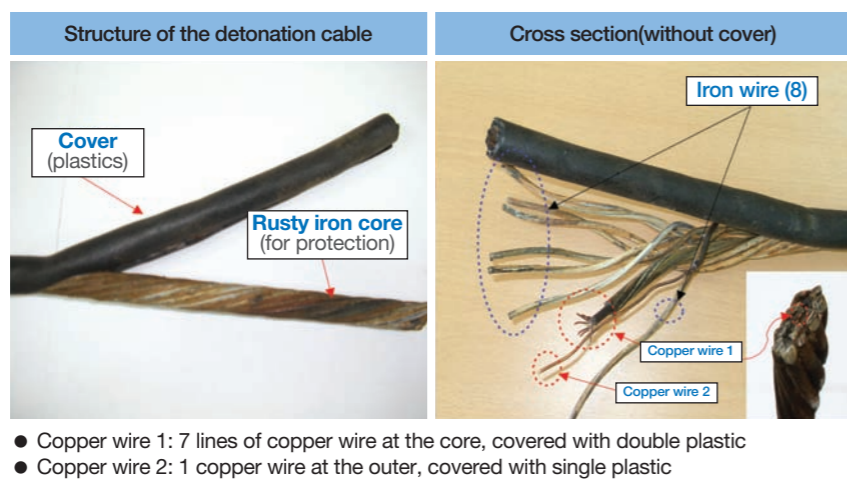 Structure of the detonation cable
Cross section(without cover)
Cover
(plastics)
Rusty iron core
(for protection)
Iron wire (8)
Copper wire 1
Copper wire 2
● Copper wire 1: 7 lines of copper wire at the core, covered with double plastic
● Copper wire 2: 1 copper wire at the outer, covered with single plastic